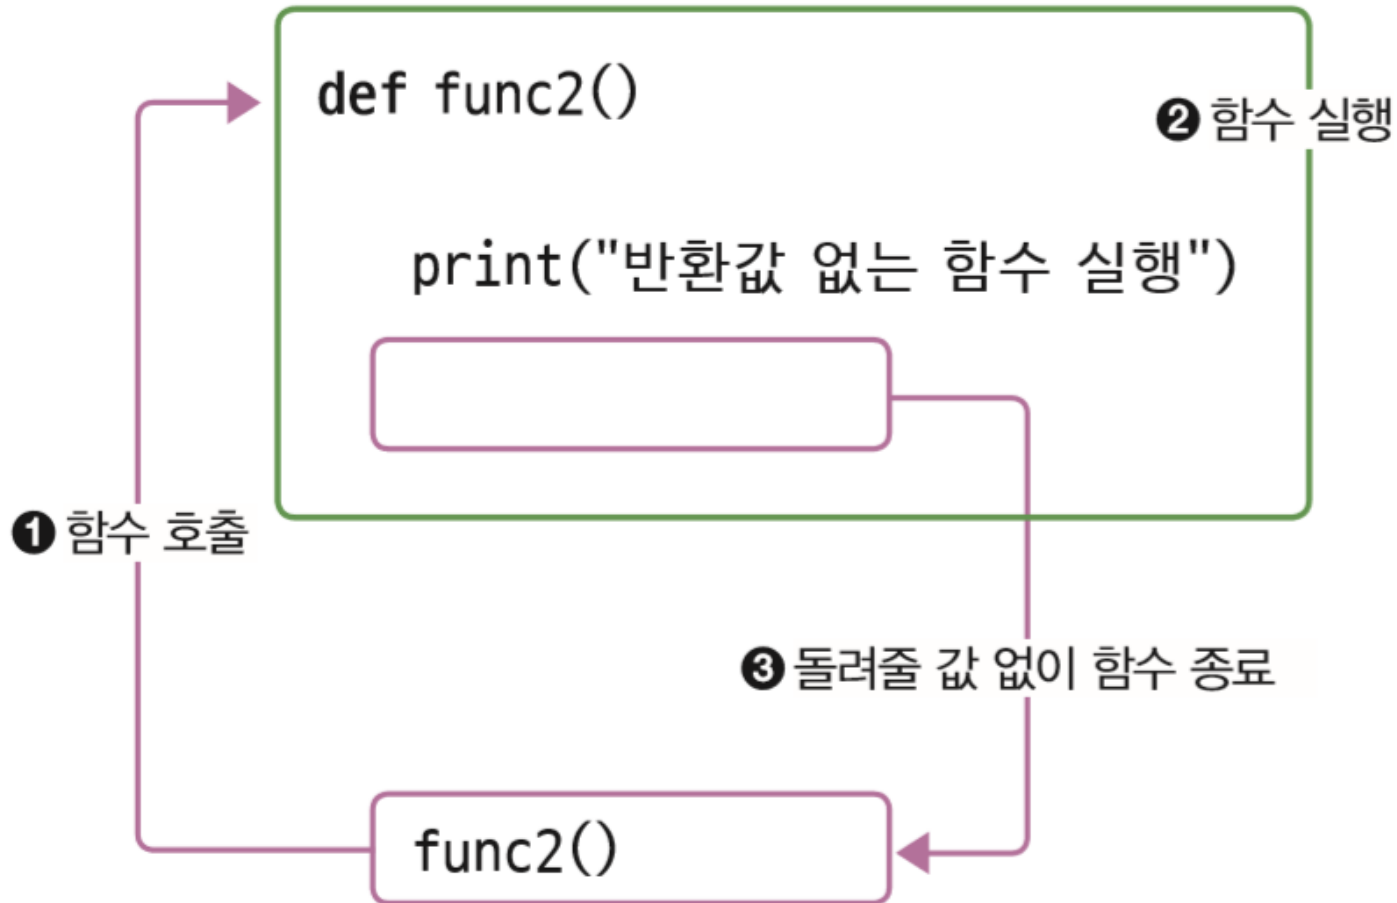 def func2()
❷ 함수 실행
print("반환값 없는 함수 실행")
❶ 함수 호출
❸ 돌려줄 값 없이 함수 종료
func2()